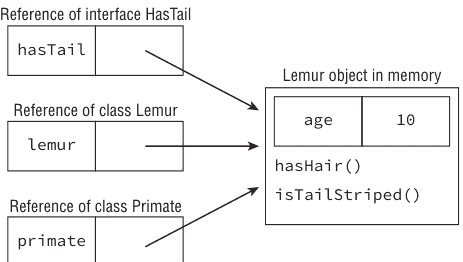 Reference of interface HasTail
hasTail
Reference of class Lemur
lemur
Reference of class Primate
primate
Lemur object in memory
age 10
hasHair()
isTailStriped()